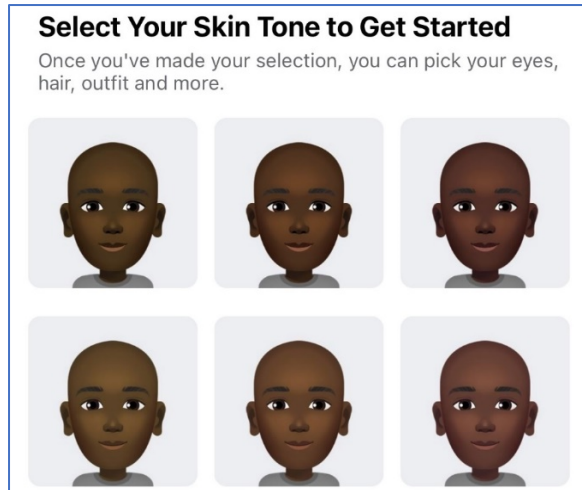 Select Your Skin Tone to Get Started
Once you've made your selection, you can pick your eyes,
hair, outfit and more.